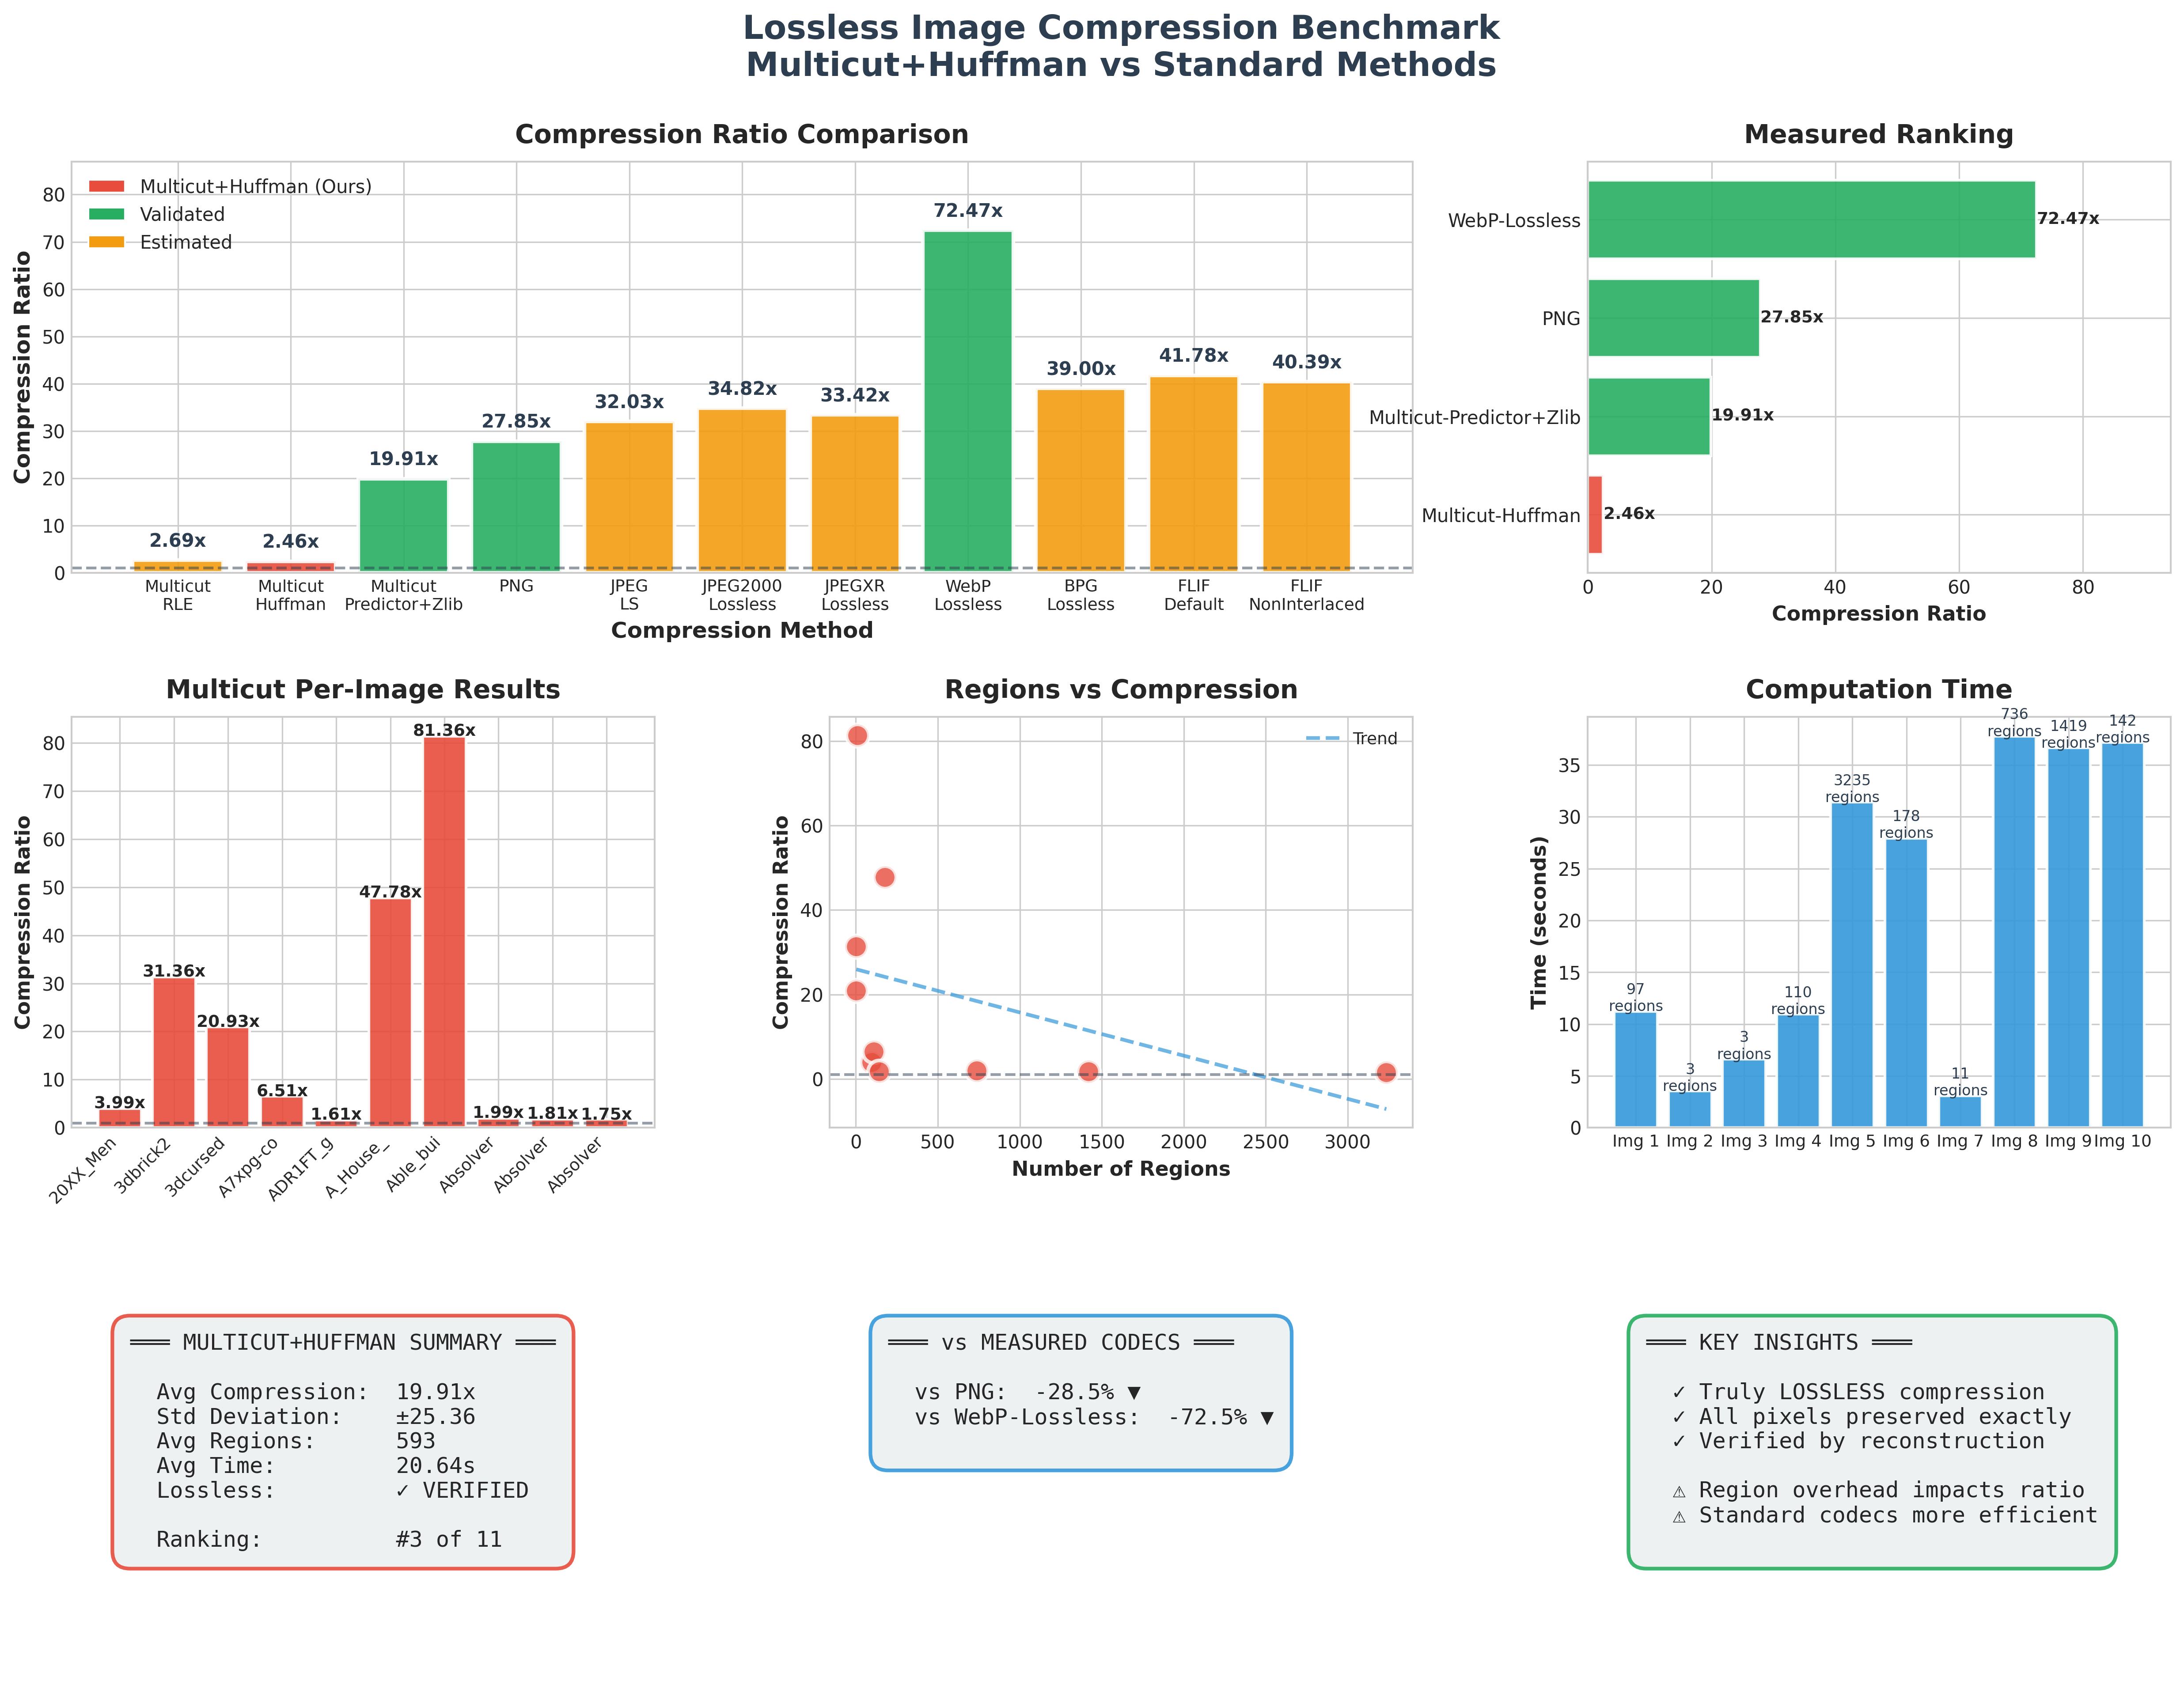 Lossless Image Compression Benchmark
Multicut+Huffman vs Standard Methods
Compression Ratio Comparison
Compression Ratio
80
70
60
50
40
30
20
10
0
Multicut+Huffman (Ours)
Validated
Estimated
2.69x
2.46x
19.91x
27.85x
32.03x
34.82x
33.42x
72.47x
39.00x
41.78x
40.39x
Multicut
RLE
Multicut
Huffman
Multicut
Predictor+Zlib
PNG
JPEG
LS
JPEG2000
Lossless
JPEGXR
Lossless
WebP
Lossless
BPG
Lossless
FLIF
Default
FLIF
NonInterlaced
Compression Method
Measured Ranking
WebP-Lossless
72.47x
PNG
27.85x
Multicut-Predictor+Zlib
19.91x
Multicut-Huffman
2.46x
0 20 40 60 80
Compression Ratio
Multicut Per-Image Results
Compression Ratio
80
70
60
50
40
30
20
10
0
3.99x
31.36x
20.93x
6.51x
1.61x
47.78x
81.36x
1.99x
1.81x
1.75x
20XX_Men
3dbrick2
3dcursed
A7xpg-co
ADR1FT_g
A_House_
Able_bui
Absolver
Absolver
Absolver
Regions vs Compression
Compression Ratio
80
60
40
20
0
Trend
0 500 1000 1500 2000 2500 3000
Number of Regions
Computation Time
Time (seconds)
35
30
25
20
15
10
5
0
97
regions
3
regions
3
regions
110
regions
3235
regions
178
regions
11
regions
736
regions
1419
regions
142
regions
Img 1 Img 2 Img 3 Img 4 Img 5 Img 6 Img 7 Img 8 Img 9 Img 10
═══ MULTICUT+HUFFMAN SUMMARY ═══
Avg Compression: 19.91x
Std Deviation: ±25.36
Avg Regions: 593
Avg Time: 20.64s
Lossless: ✓ VERIFIED
Ranking: #3 of 11
═══ vs MEASURED CODECS ═══
vs PNG: -28.5% ▼
vs WebP-Lossless: -72.5% ▼
═══ KEY INSIGHTS ═══
✓ Truly LOSSLESS compression
✓ All pixels preserved exactly
✓ Verified by reconstruction
⚠ Region overhead impacts ratio
⚠ Standard codecs more efficient